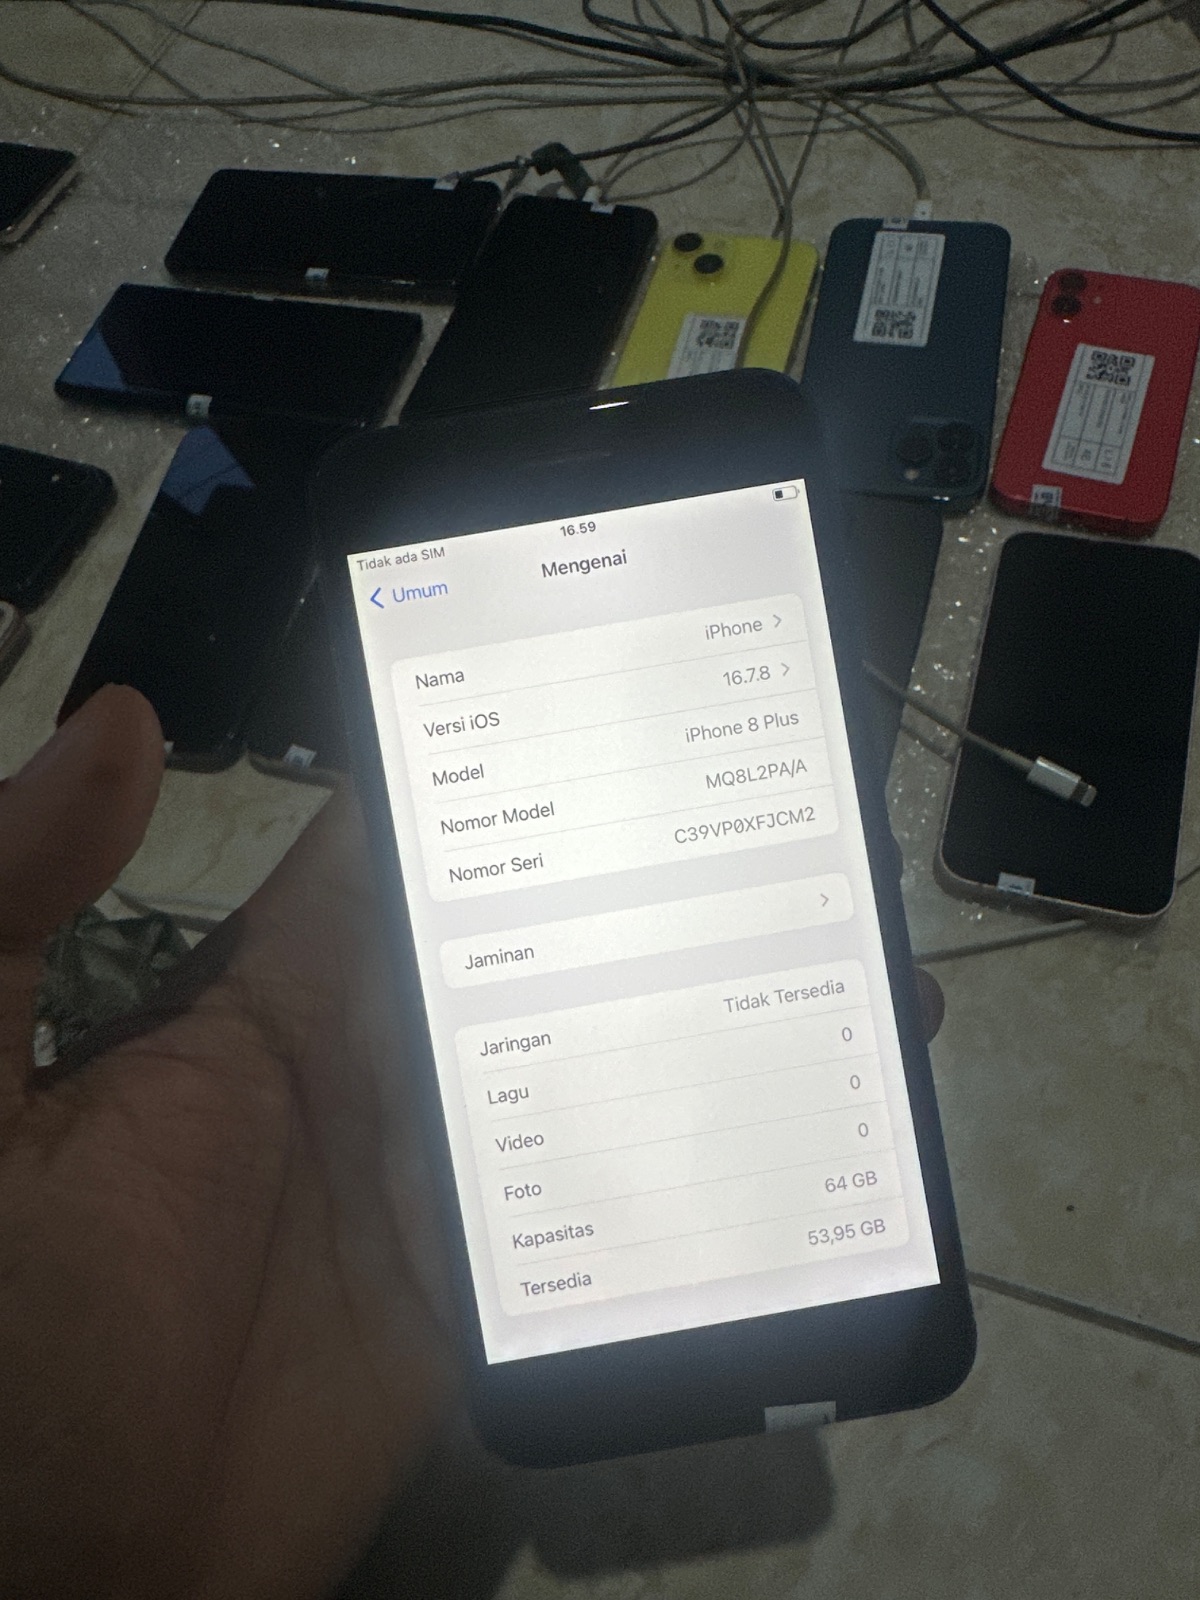 Tidak ada SIM
16.59
Umum
Mengenai
Nama
iPhone
Versi iOS
16.7.8
Model
iPhone 8 Plus
Nomor Model
MQ8L2PA/A
Nomor Seri
C39VP0XFJCM2
Jaminan
Jaringan
Tidak Tersedia
Lagu
0
Video
0
Foto
0
Kapasitas
64 GB
Tersedia
53,95 GB